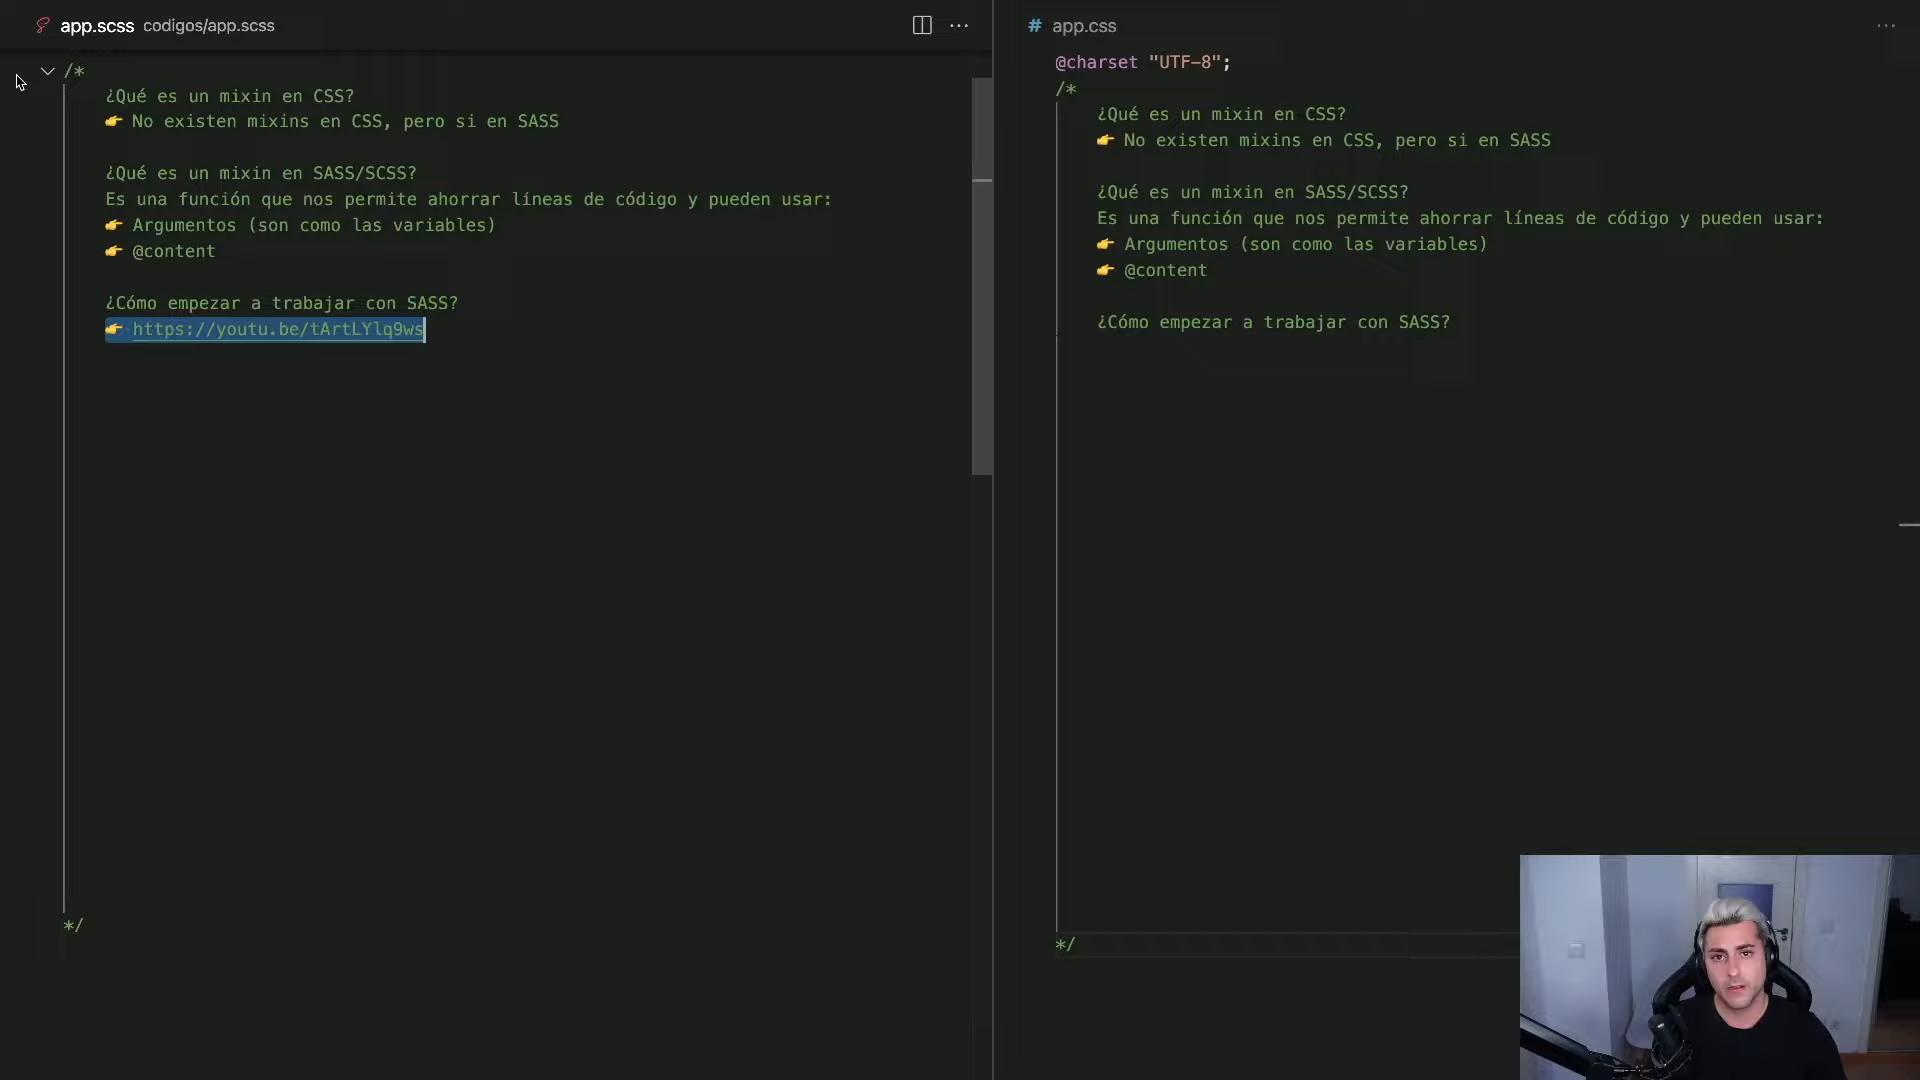 app.scss codigos/app.scss
/*
¿Qué es un mixin en CSS?
👉 No existen mixins en CSS, pero si en SASS
¿Qué es un mixin en SASS/SCSS?
Es una función que nos permite ahorrar líneas de código y pueden usar:
👉 Argumentos (son como las variables)
👉 @content
¿Cómo empezar a trabajar con SASS?
👉 https://youtu.be/tArtLYlq9ws
*/
# app.css
@charset "UTF-8";
/*
¿Qué es un mixin en CSS?
👉 No existen mixins en CSS, pero si en SASS
¿Qué es un mixin en SASS/SCSS?
Es una función que nos permite ahorrar líneas de código y pueden usar:
👉 Argumentos (son como las variables)
👉 @content
¿Cómo empezar a trabajar con SASS?
*/